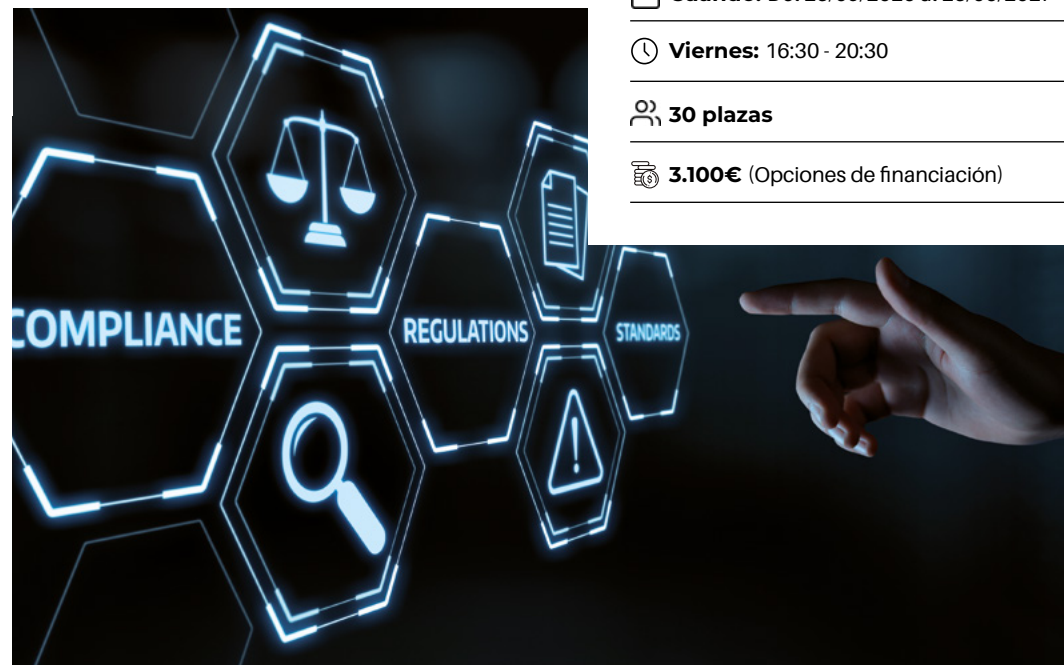 Viernes: 16:30 - 20:30
30 plazas
3.100€ (Opciones de financiación)
COMPLIANCE
REGULATIONS
STANDARDS